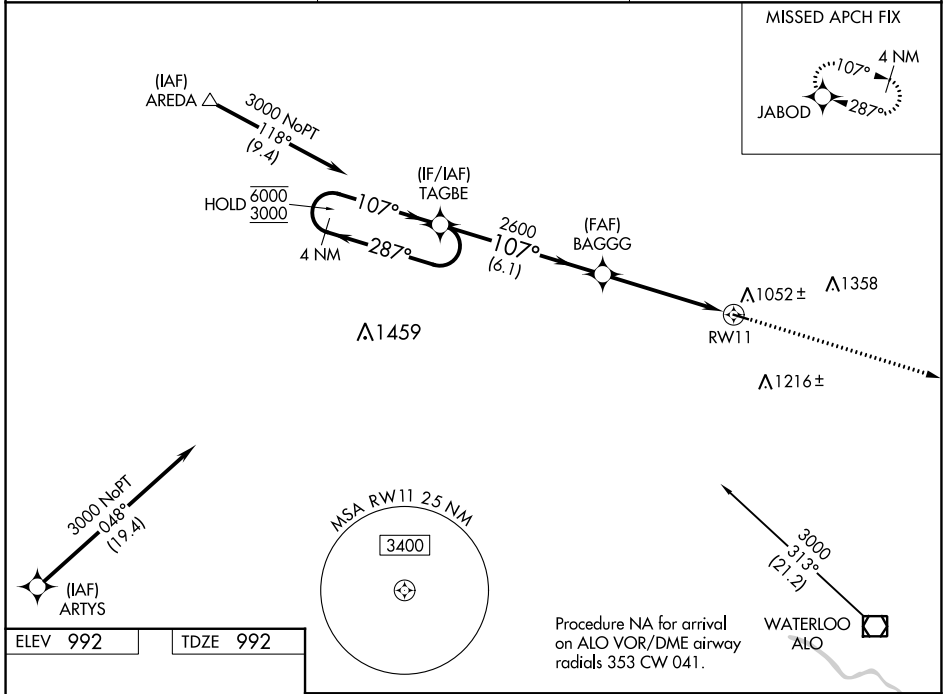 MISSED APCH FIX
4 NM
107°
287°
JABOD
(IAF)
AREDA
3000 NoPT
118°
(9.4)
(IF/IAF)
TAGBE
HOLD 6000
3000
107°
4 NM
287°
2600
107°
(6.1)
(FAF)
BAGGG
1052 ±
1358
RW11
1459
1216 ±
3000 NoPT
048°
(19.4)
(IAF)
ARTYS
MSA RW11 25 NM
3400
3000
313°
(21.2)
WATERLOO
ALO
Procedure NA for arrival
on ALO VOR/DME airway
radials 353 CW 041.
ELEV 992
TDZE 992